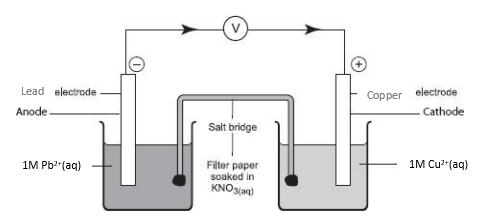 V
−
+
Lead electrode
Copper electrode
Anode
Cathode
Salt bridge
1M Pb²⁺(aq)
Filter paper
soaked in
KNO₃(aq)
1M Cu²⁺(aq)